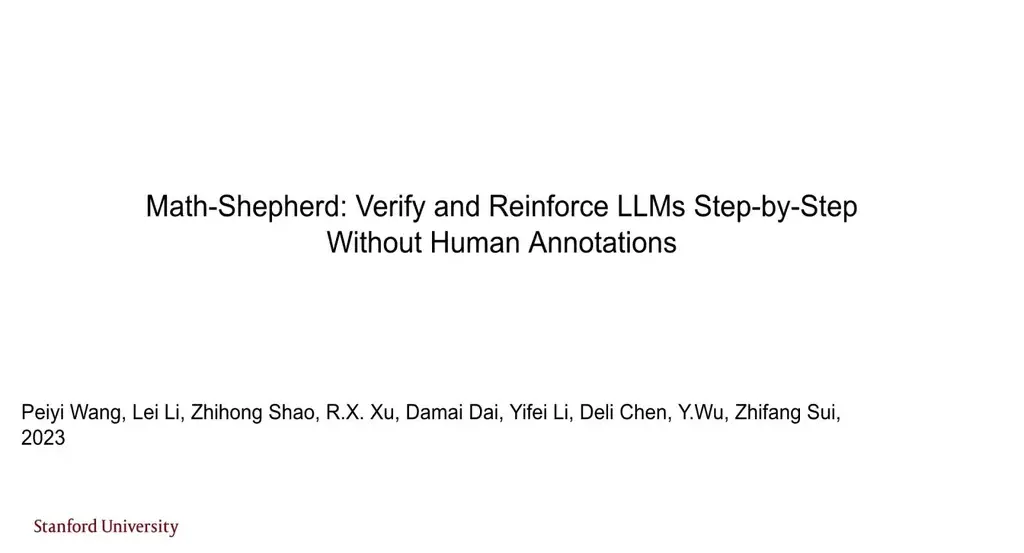 Math-Shepherd: Verify and Reinforce LLMs Step-by-Step
Without Human Annotations
Peiyi Wang, Lei Li, Zhihong Shao, R.X. Xu, Damai Dai, Yifei Li, Deli Chen, Y.Wu, Zhifang Sui,
2023
Stanford University